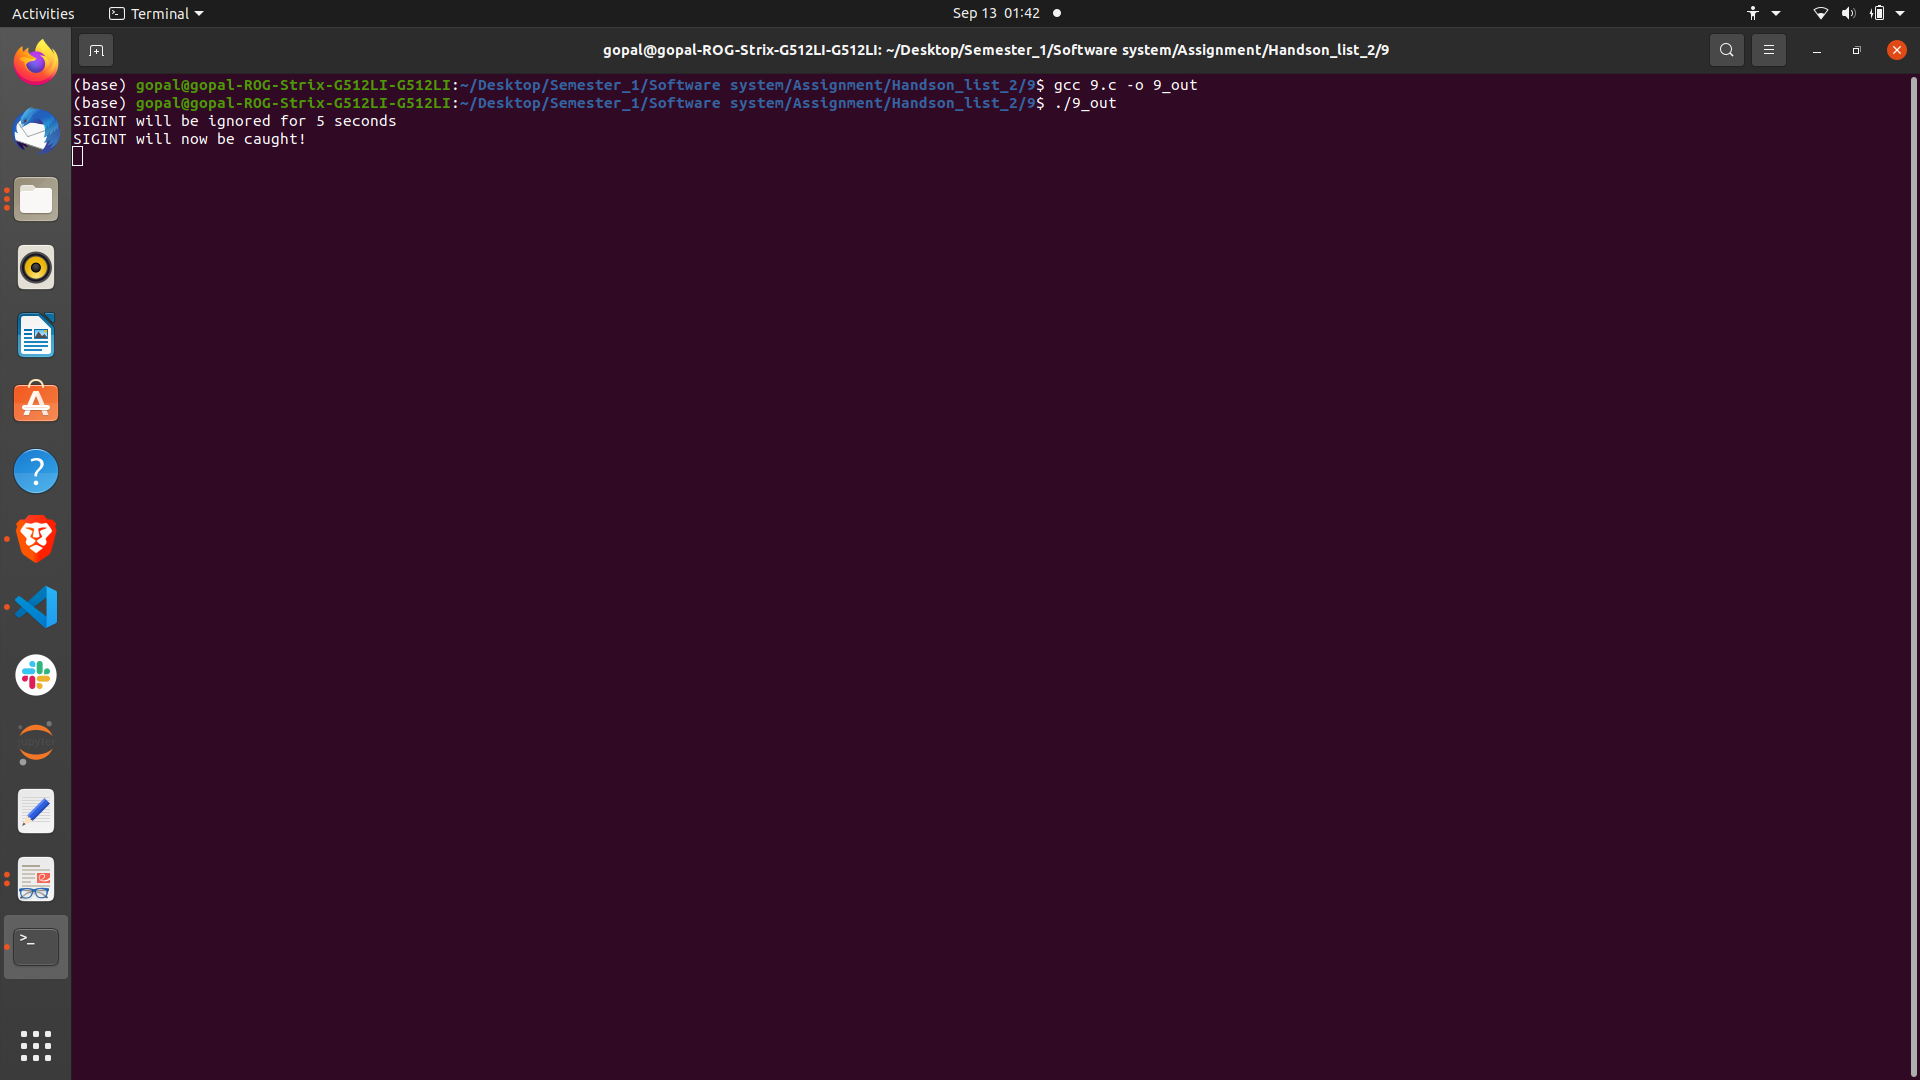 Activities
Terminal
Sep 13 01:42
gopal@gopal-ROG-Strix-G512LI-G512LI: ~/Desktop/Semester_1/Software system/Assignment/Handson_list_2/9
(base) gopal@gopal-ROG-Strix-G512LI-G512LI:~/Desktop/Semester_1/Software system/Assignment/Handson_list_2/9$ gcc 9.c -o 9_out
(base) gopal@gopal-ROG-Strix-G512LI-G512LI:~/Desktop/Semester_1/Software system/Assignment/Handson_list_2/9$ ./9_out
SIGINT will be ignored for 5 seconds
SIGINT will now be caught!